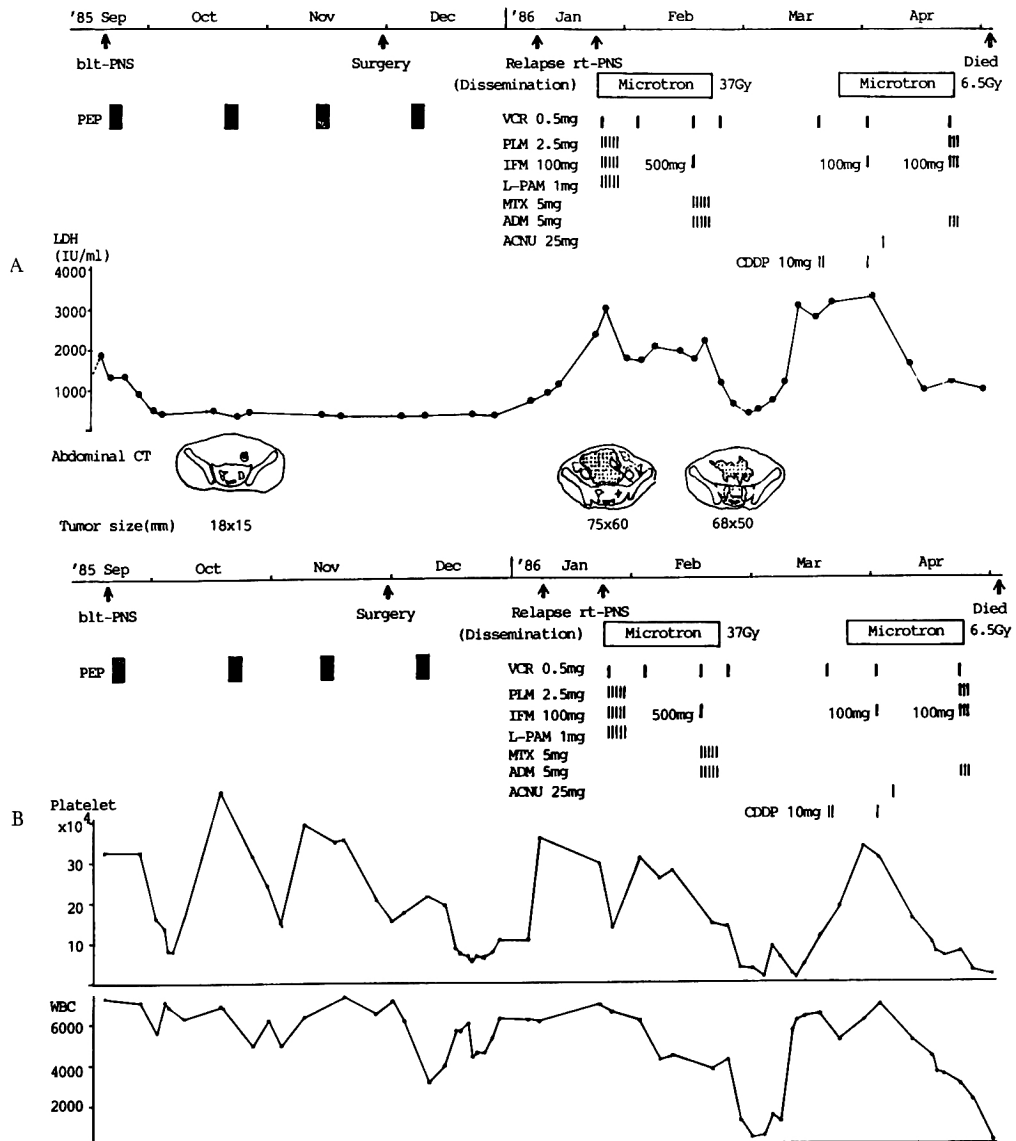 '85 Sep Oct Nov Dec '86 Jan Feb Mar Apr
blt-PNS Surgery Relapse rt-PNS Died
(Dissemination) Microtron 37Gy Microtron 6.5Gy
PEP VCR 0.5mg
PLM 2.5mg
IFM 100mg 500mg 100mg 100mg
L-PAM 1mg
MTX 5mg
ADM 5mg
ACNU 25mg
CDDP 10mg
A
LDH
(IU/ml)
4000
3000
2000
1000
0
Abdominal CT
Tumor size(mm) 18x15 75x60 68x50
'85 Sep Oct Nov Dec '86 Jan Feb Mar Apr
blt-PNS Surgery Relapse rt-PNS Died
(Dissemination) Microtron 37Gy Microtron 6.5Gy
PEP VCR 0.5mg
PLM 2.5mg
IFM 100mg 500mg 100mg 100mg
L-PAM 1mg
MTX 5mg
ADM 5mg
ACNU 25mg
CDDP 10mg
B
Platelet
x10⁴
30
20
10
WBC
6000
4000
2000